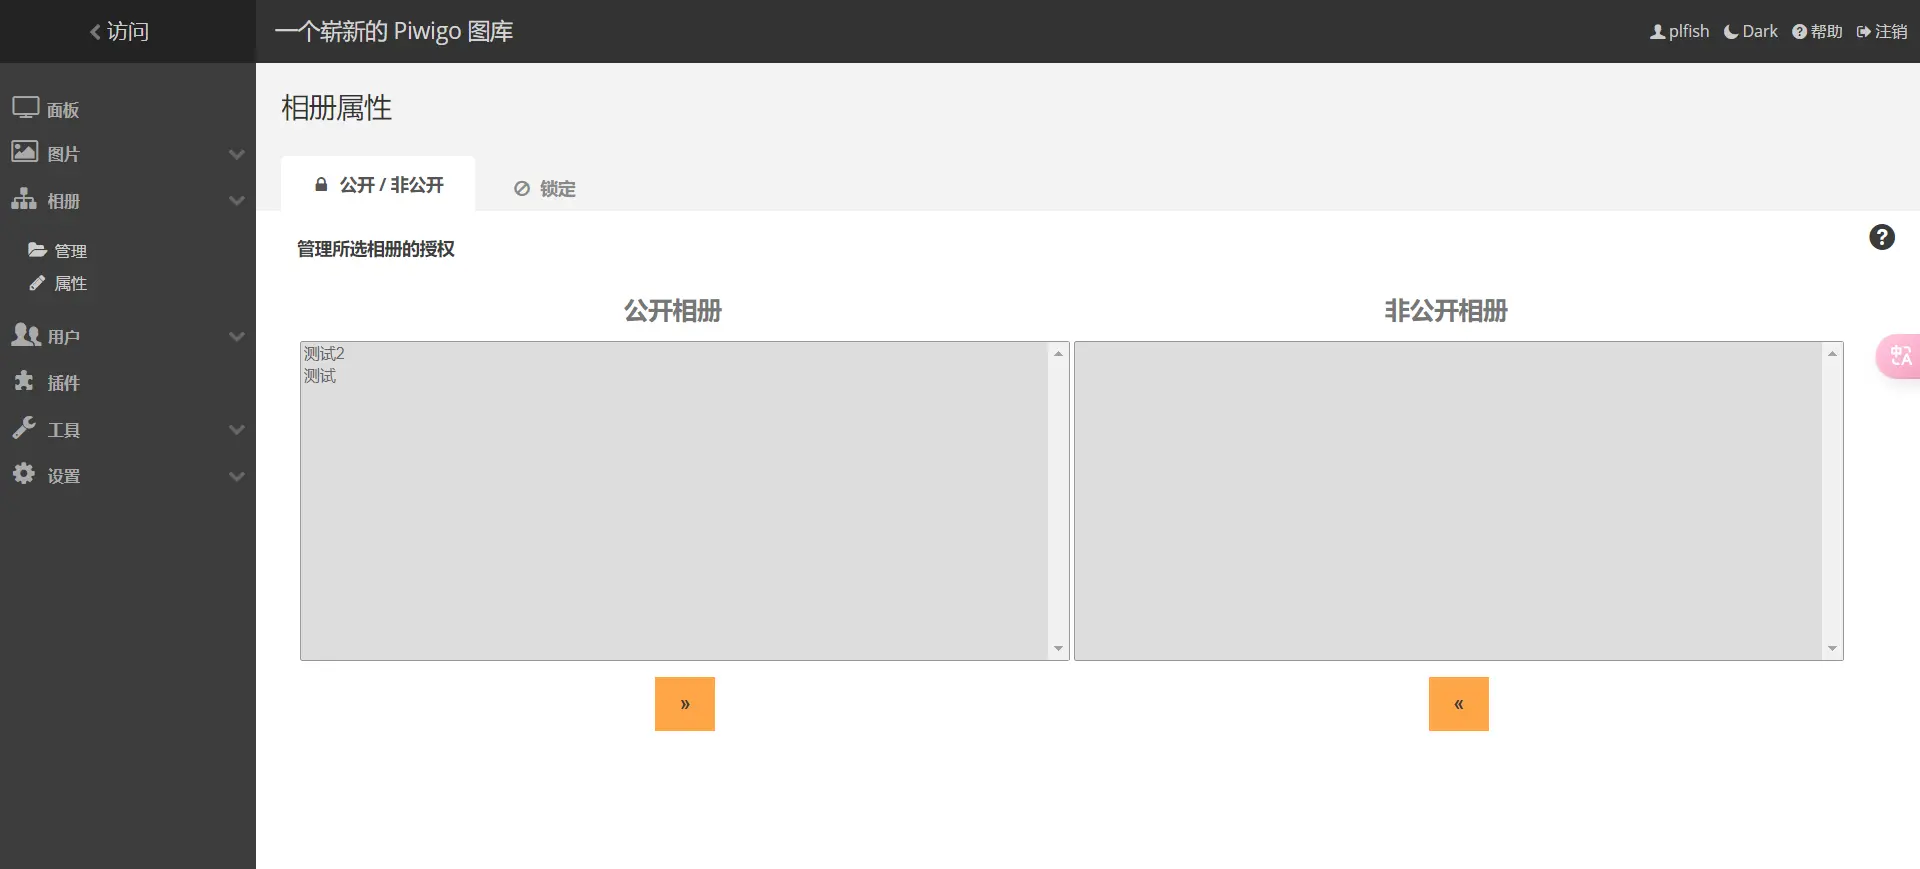 访问
一个崭新的 Piwigo 图库
plfish
Dark
帮助
注销
面板
图片
相册
管理
属性
用户
插件
工具
设置
相册属性
公开 / 非公开
锁定
管理所选相册的授权
公开相册
非公开相册
测试2
测试
»
«